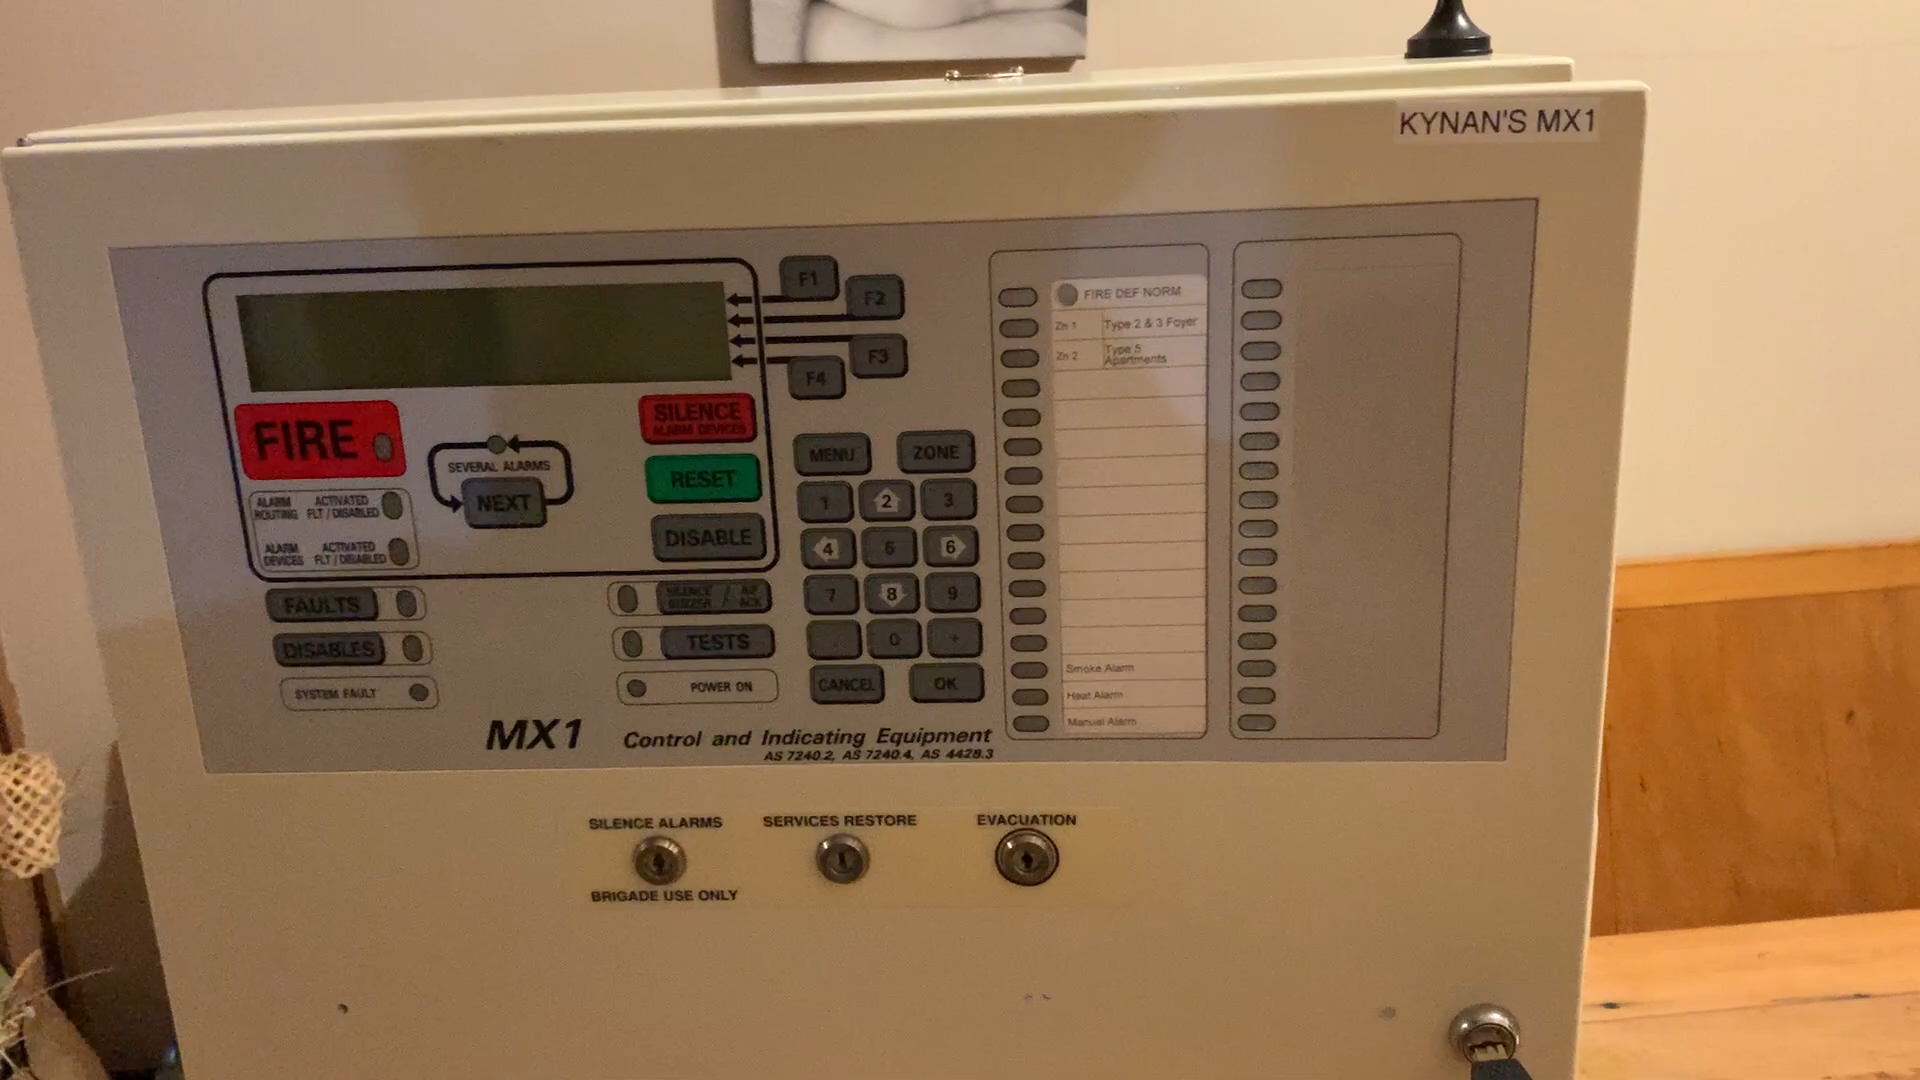 KYNAN'S MX1
F1
F2
F3
F4
FIRE
SILENCE
ALARM DEVICES
SEVERAL ALARMS
NEXT
RESET
DISABLE
ALARM ROUTING
ACTIVATED
FLT / DISABLED
ALARM DEVICES
ACTIVATED
FLT / DISABLED
FAULTS
DISABLES
SYSTEM FAULT
SILENCE BUZZER /
ACK
TESTS
POWER ON
MENU
ZONE
1
2
3
4
5
6
7
8
9
0
CANCEL
OK
MX1
Control and Indicating Equipment
AS 7240.2, AS 7240.4, AS 4428.3
FIRE DEF NORM
Zn 1
Type 2 & 3 Foyer
Zn 2
Type 5
Apartments
Smoke Alarm
Heat Alarm
Manual Alarm
SILENCE ALARMS
BRIGADE USE ONLY
SERVICES RESTORE
EVACUATION